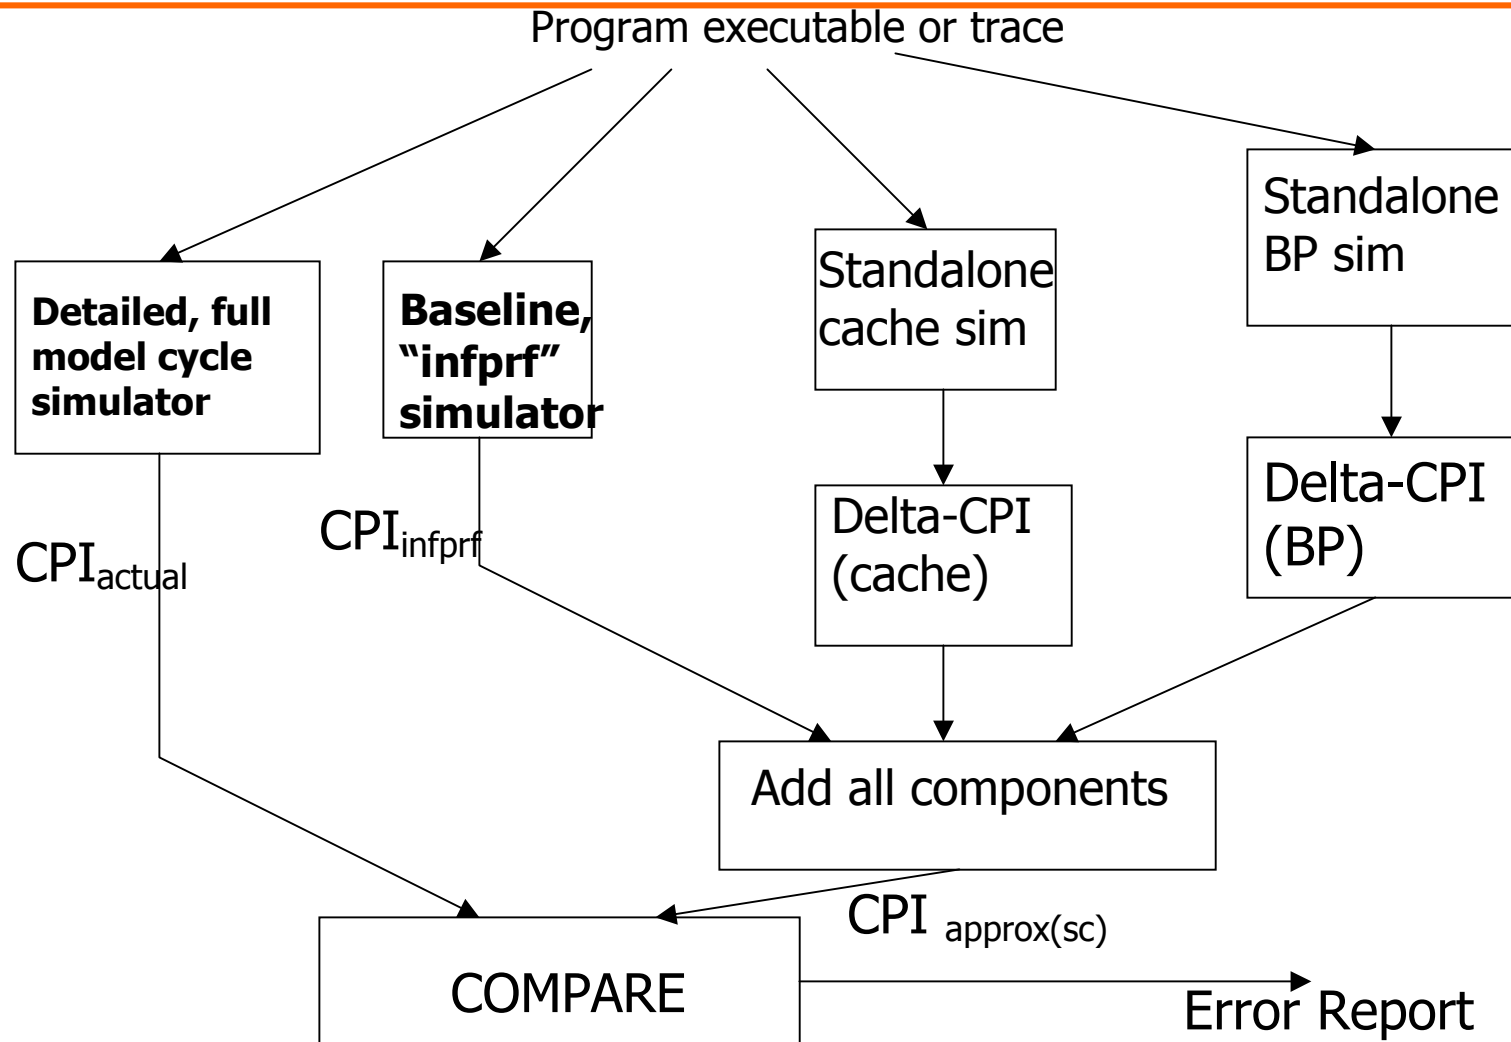 Program executable or trace
Standalone
BP sim
Standalone
cache sim
Detailed, full
model cycle
simulator
Baseline,
“infprf”
simulator
Delta-CPI
(BP)
Delta-CPI
(cache)
CPIinfprf
CPIactual
Add all components
CPI approx(sc)
COMPARE
Error Report